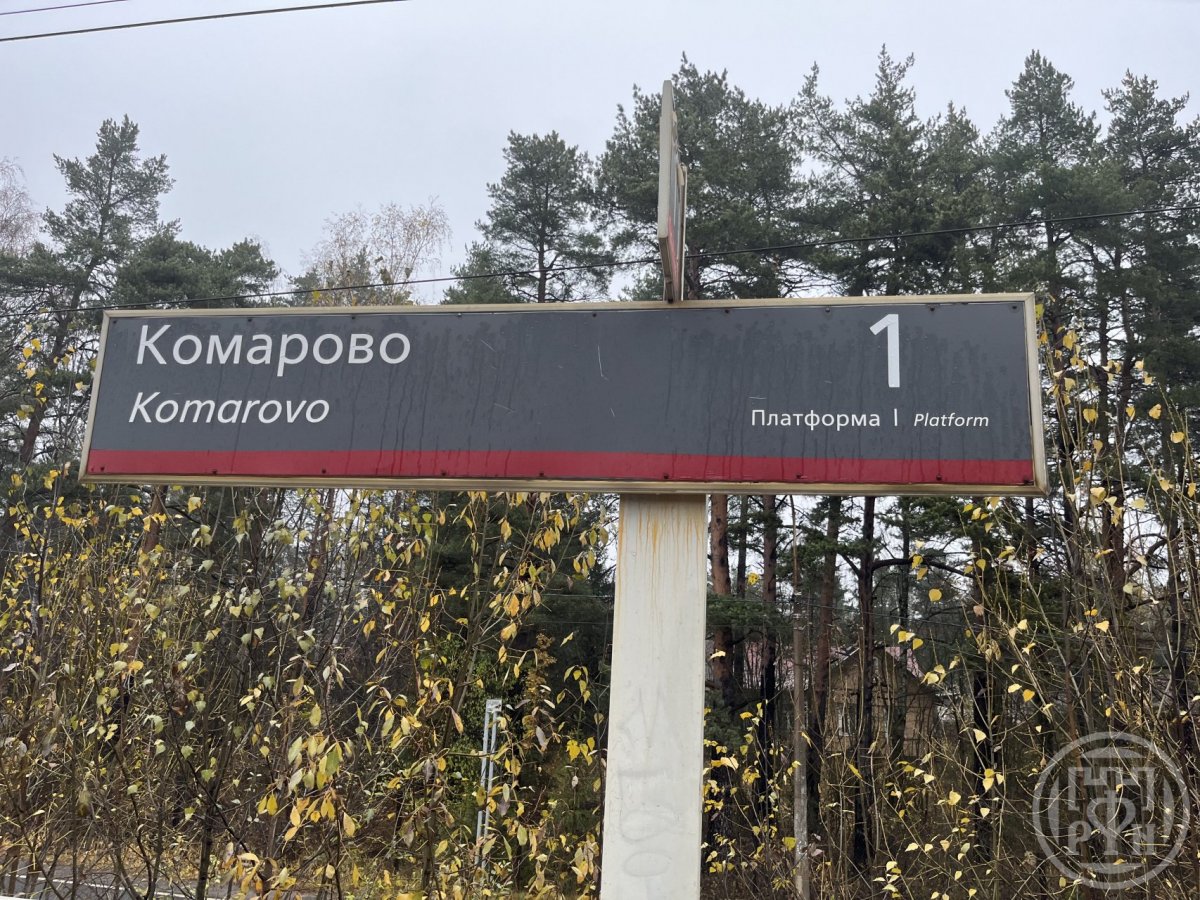 Комарово
Komarovo
1
Платформа | Platform